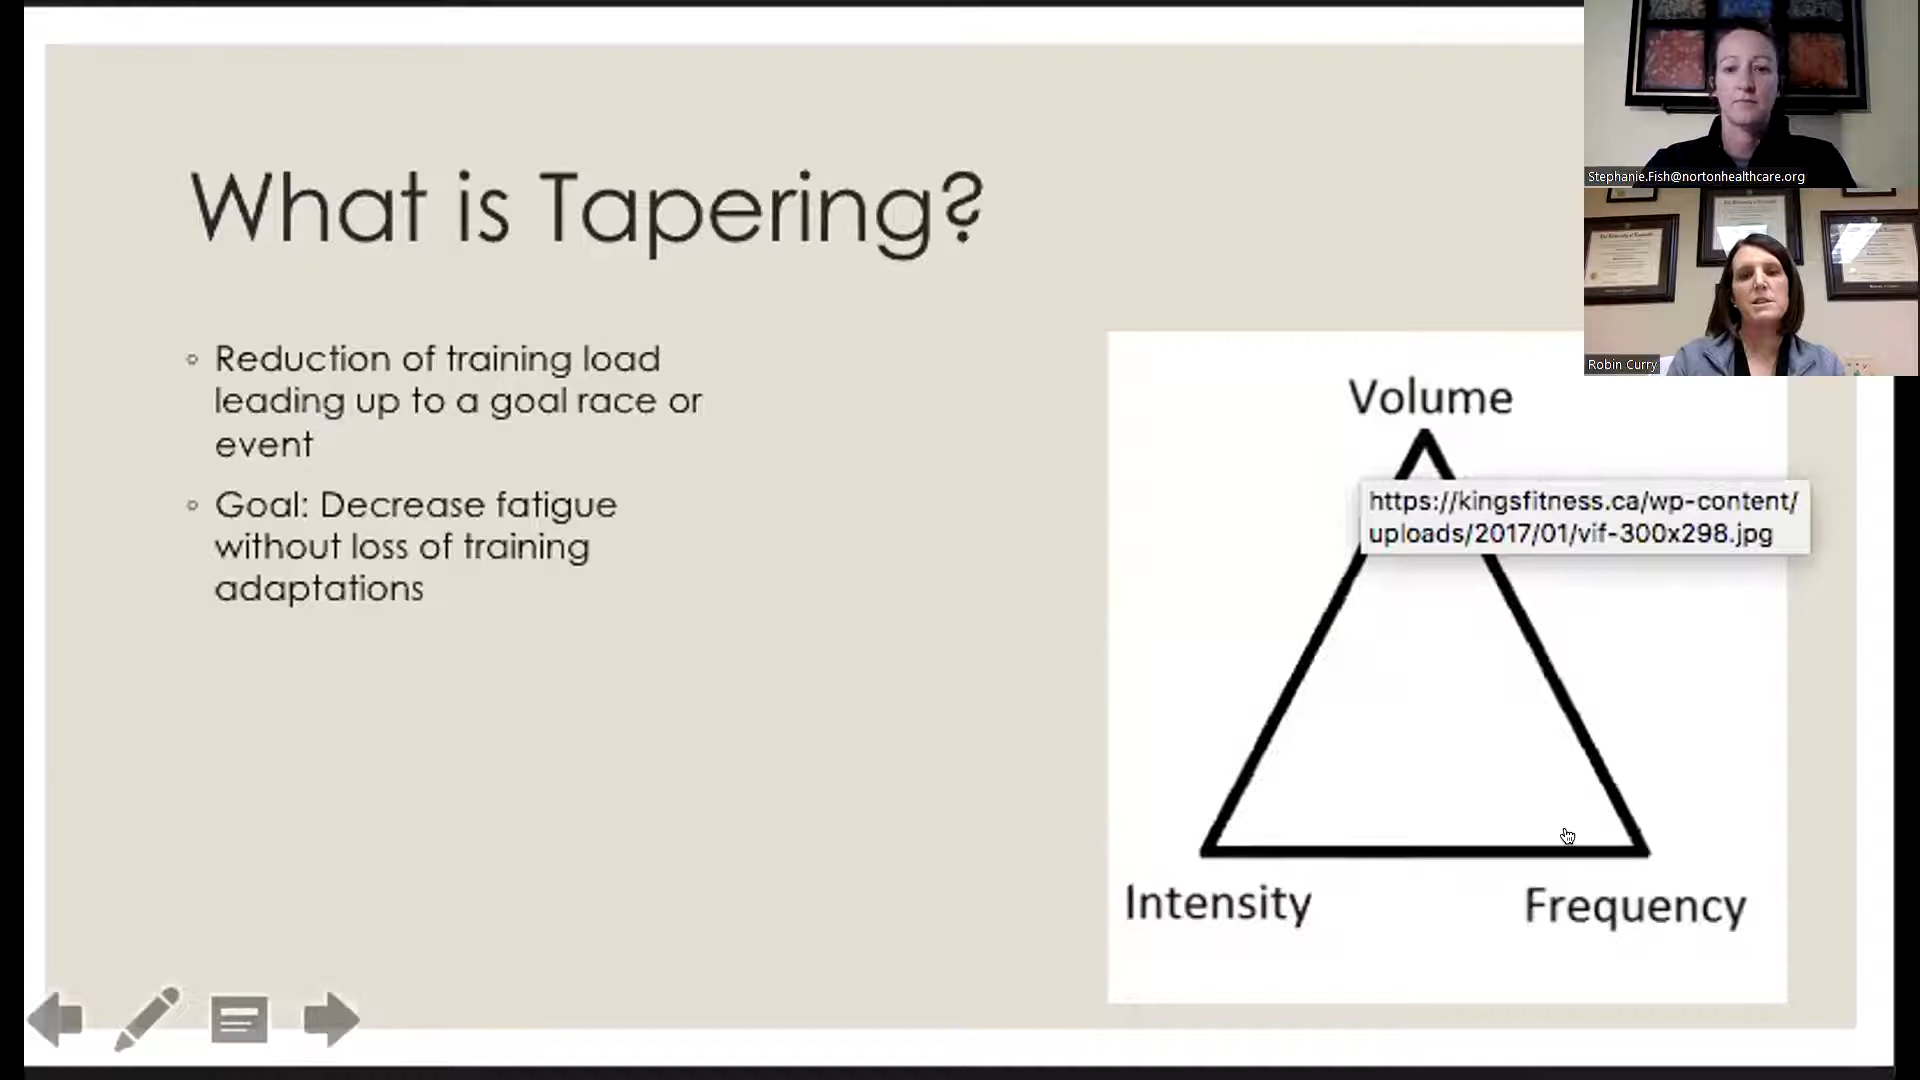 What is Tapering?
◦ Reduction of training load
leading up to a goal race or
event
◦ Goal: Decrease fatigue
without loss of training
adaptations
Volume
https://kingsfitness.ca/wp-content/
uploads/2017/01/vif-300x298.jpg
Intensity
Frequency
Stephanie.Fish@nortonhealthcare.org
Robin Curry